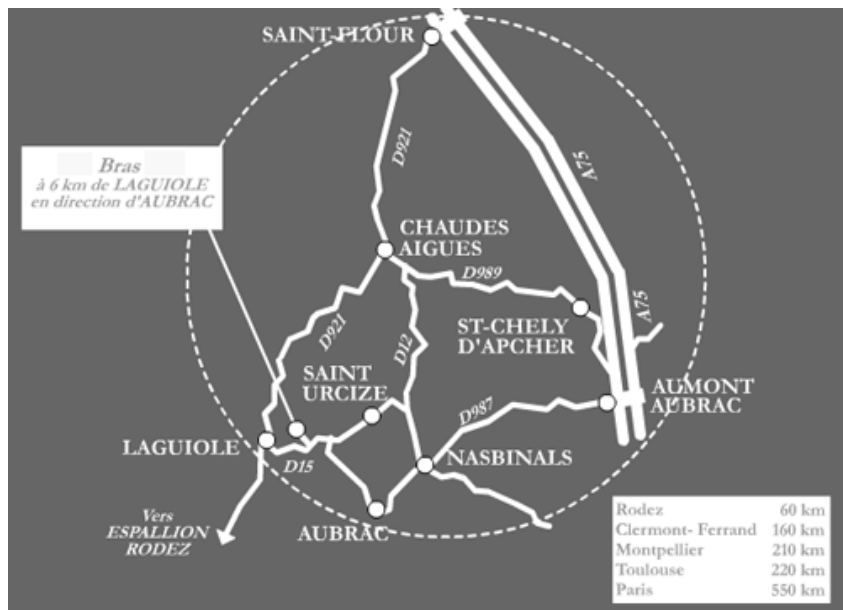 SAINT-FLOUR
D921
A75
Bras
à 6 km de LAGUIOLE
en direction d'AUBRAC
CHAUDES
AIGUES
D989
A75
D921
D12
ST-CHELY
D'APCHER
SAINT
URCIZE
D987
AUMONT
AUBRAC
LAGUIOLE
D15
NASBINALS
Vers
ESPALLION
RODEZ
AUBRAC
Rodez 60 km
Clermont- Ferrand 160 km
Montpellier 210 km
Toulouse 220 km
Paris 550 km